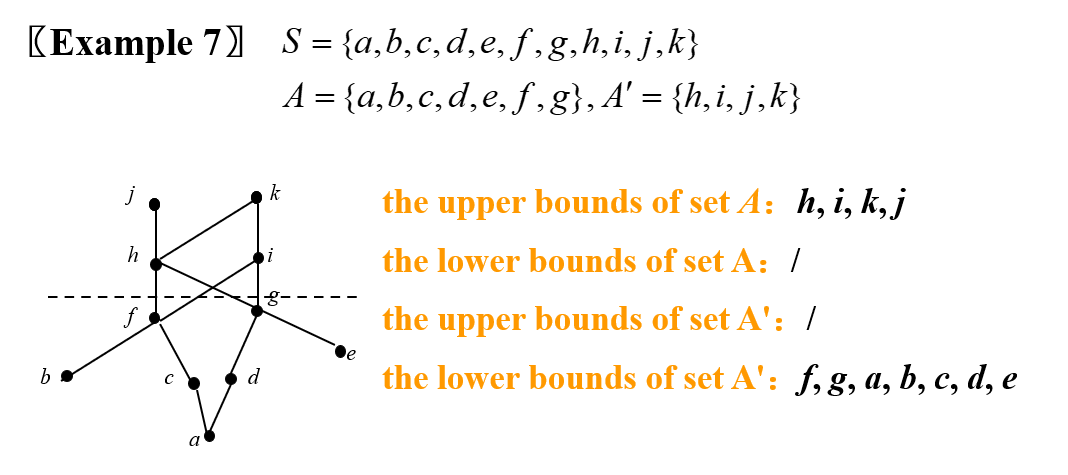 〖Example 7〗 S = {a,b,c,d,e,f,g,h,i,j,k}
A = {a,b,c,d,e,f,g}, A′ = {h,i,j,k}
j
k
the upper bounds of set A： h, i, k, j
h
i
the lower bounds of set A： /
g
f
the upper bounds of set A'： /
e
b
c
d
the lower bounds of set A'： f, g, a, b, c, d, e
a